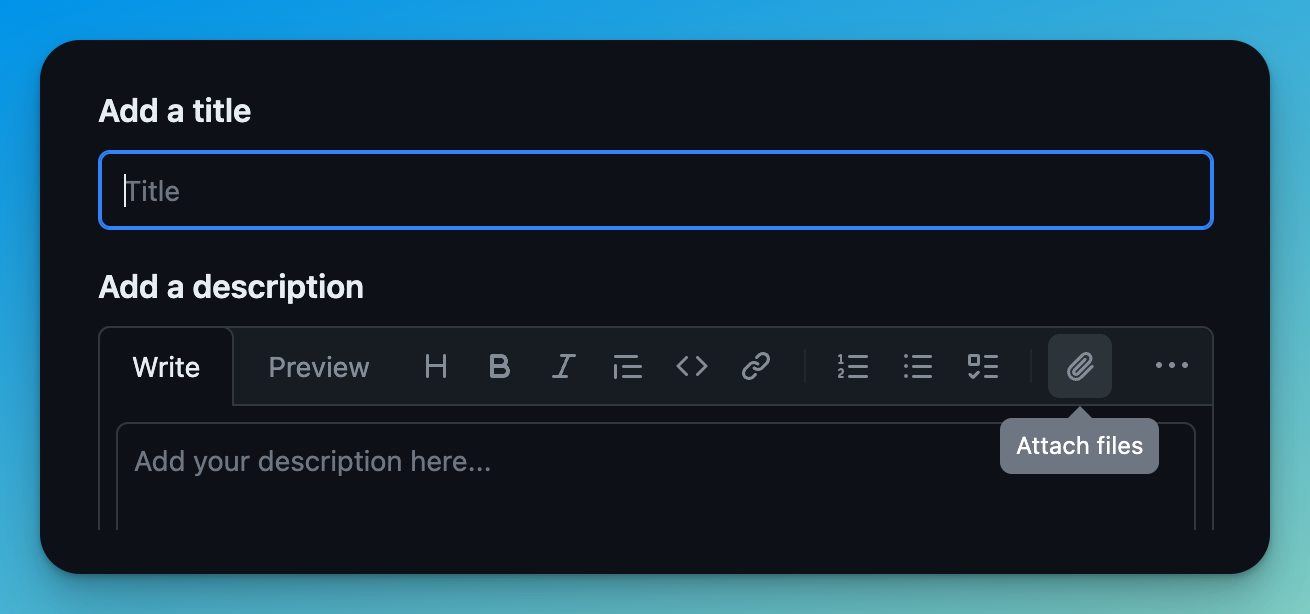 Add a title
Title
Add a description
Write Preview
Add your description here...
Attach files